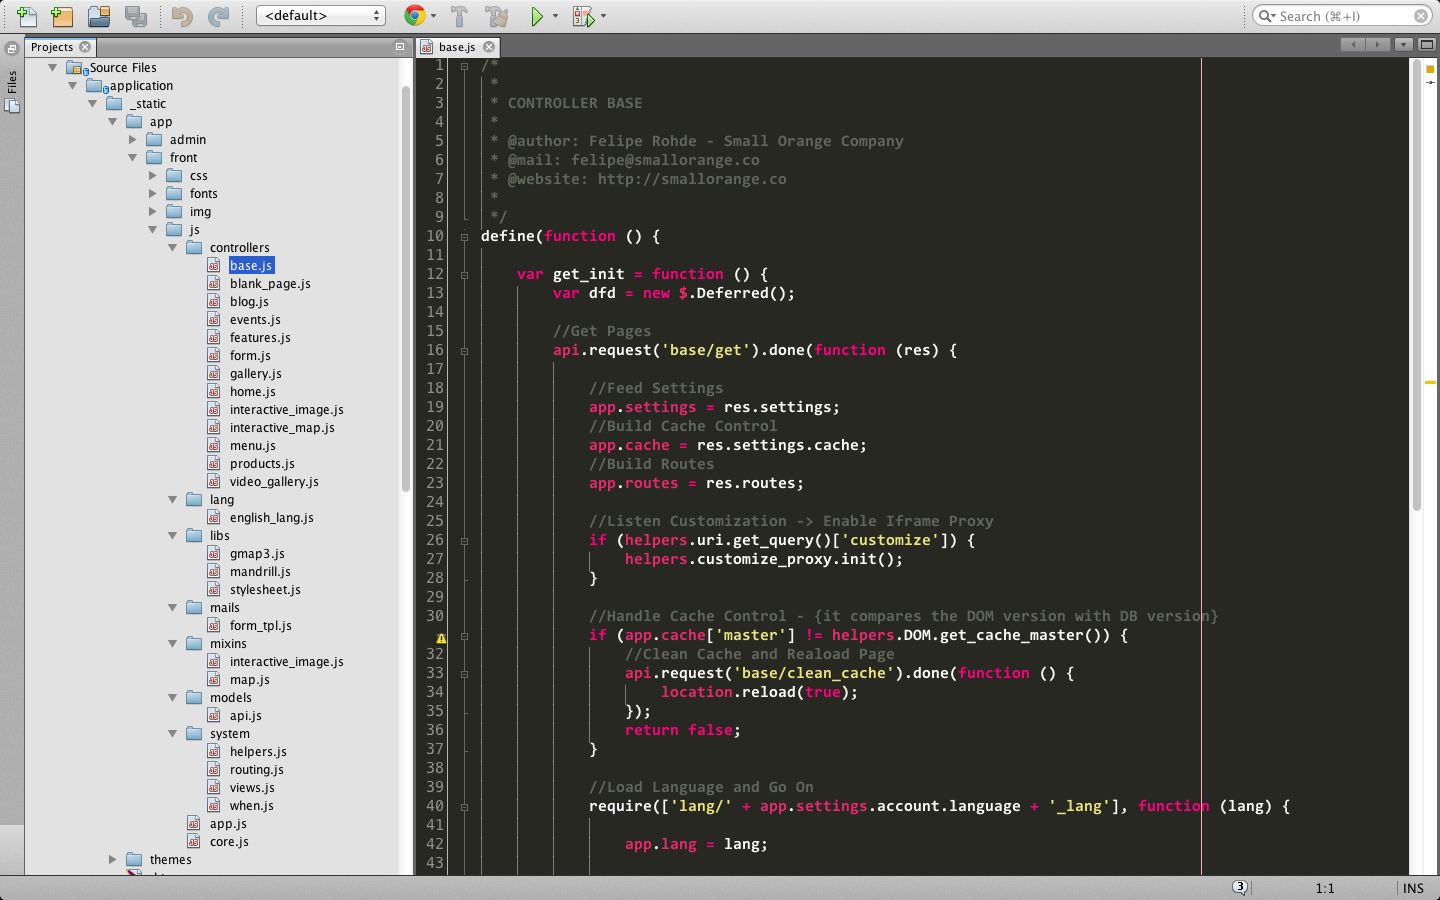 <default>
Search (⌘+I)
Projects
Files
Source Files
application
_static
app
admin
front
css
fonts
img
js
controllers
base.js
blank_page.js
blog.js
events.js
features.js
form.js
gallery.js
home.js
interactive_image.js
interactive_map.js
menu.js
products.js
video_gallery.js
lang
english_lang.js
libs
gmap3.js
mandrill.js
stylesheet.js
mails
form_tpl.js
mixins
interactive_image.js
map.js
models
api.js
system
helpers.js
routing.js
views.js
when.js
app.js
core.js
themes
base.js
1 /*
2 *
3 * CONTROLLER BASE
4 *
5 * @author: Felipe Rohde - Small Orange Company
6 * @mail: felipe@smallorange.co
7 * @website: http://smallorange.co
8 *
9 */
10 define(function () {
11
12 var get_init = function () {
13 var dfd = new $.Deferred();
14
15 //Get Pages
16 api.request('base/get').done(function (res) {
17
18 //Feed Settings
19 app.settings = res.settings;
20 //Build Cache Control
21 app.cache = res.settings.cache;
22 //Build Routes
23 app.routes = res.routes;
24
25 //Listen Customization -> Enable Iframe Proxy
26 if (helpers.uri.get_query()['customize']) {
27 helpers.customize_proxy.init();
28 }
29
30 //Handle Cache Control - {it compares the DOM version with DB version}
if (app.cache['master'] != helpers.DOM.get_cache_master()) {
32 //Clean Cache and Reaload Page
33 api.request('base/clean_cache').done(function () {
34 location.reload(true);
35 });
36 return false;
37 }
38
39 //Load Language and Go On
40 require(['lang/' + app.settings.account.language + '_lang'], function (lang) {
41
42 app.lang = lang;
43
3
1:1
INS